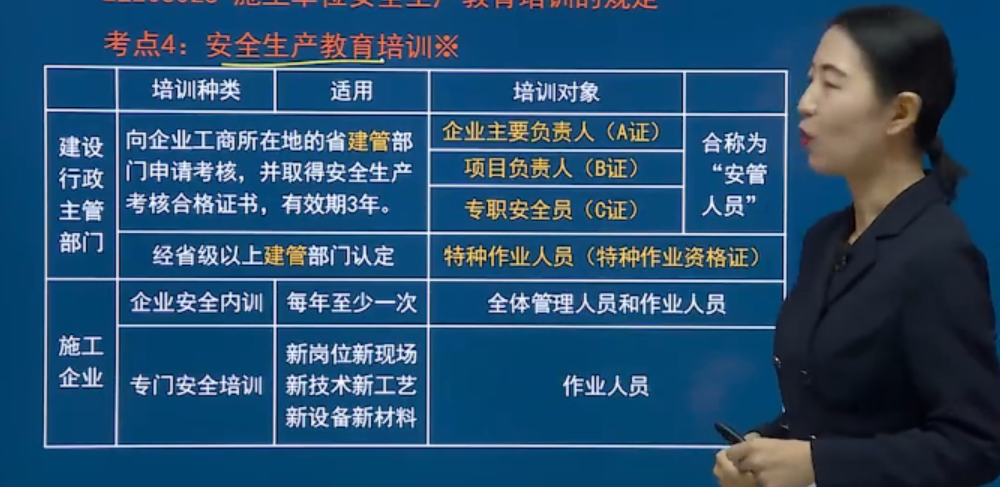 施工单位安全生产教育培训的规定
考点4：安全生产教育培训※
培训种类
适用
培训对象
建设
行政
主管
部门
向企业工商所在地的省建管部
门申请考核，并取得安全生产
考核合格证书，有效期3年。
企业主要负责人（A证）
项目负责人（B证）
专职安全员（C证）
合称为
“安管
人员”
经省级以上建管部门认定
特种作业人员（特种作业资格证）
施工
企业
企业安全内训
每年至少一次
全体管理人员和作业人员
专门安全培训
新岗位新现场
新技术新工艺
新设备新材料
作业人员